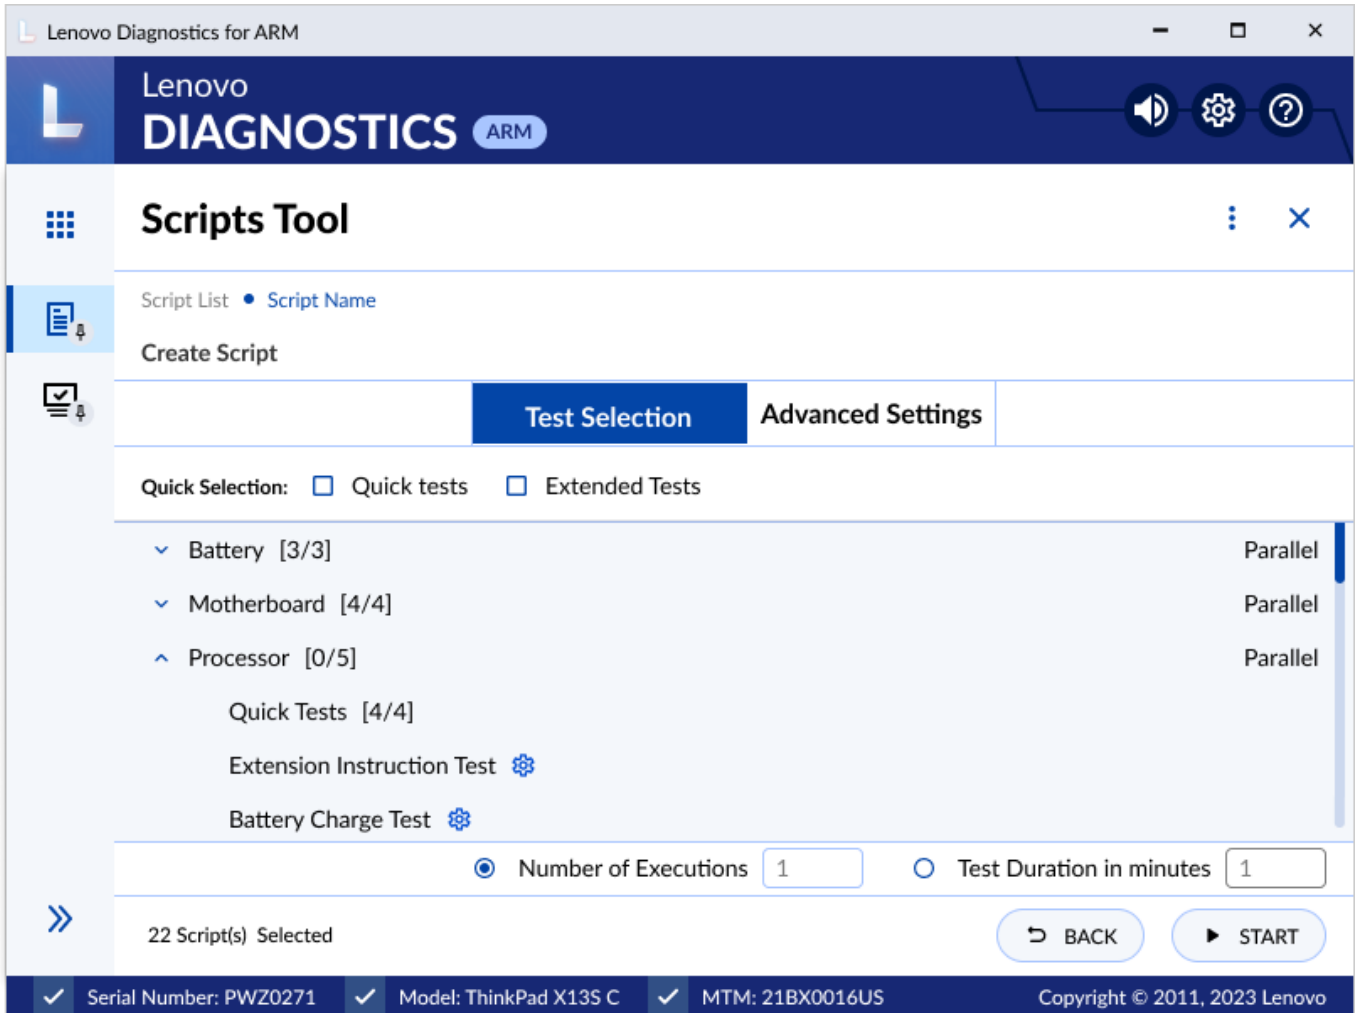 Lenovo Diagnostics for ARM
Lenovo
DIAGNOSTICS ARM
Scripts Tool
Script List • Script Name
Create Script
Test Selection Advanced Settings
Quick Selection: Quick tests Extended Tests
Battery [3/3] Parallel
Motherboard [4/4] Parallel
Processor [0/5] Parallel
Quick Tests [4/4]
Extension Instruction Test
Battery Charge Test
Number of Executions 1 Test Duration in minutes 1
22 Script(s) Selected BACK START
Serial Number: PWZ0271 Model: ThinkPad X13S C MTM: 21BX0016US Copyright © 2011, 2023 Lenovo